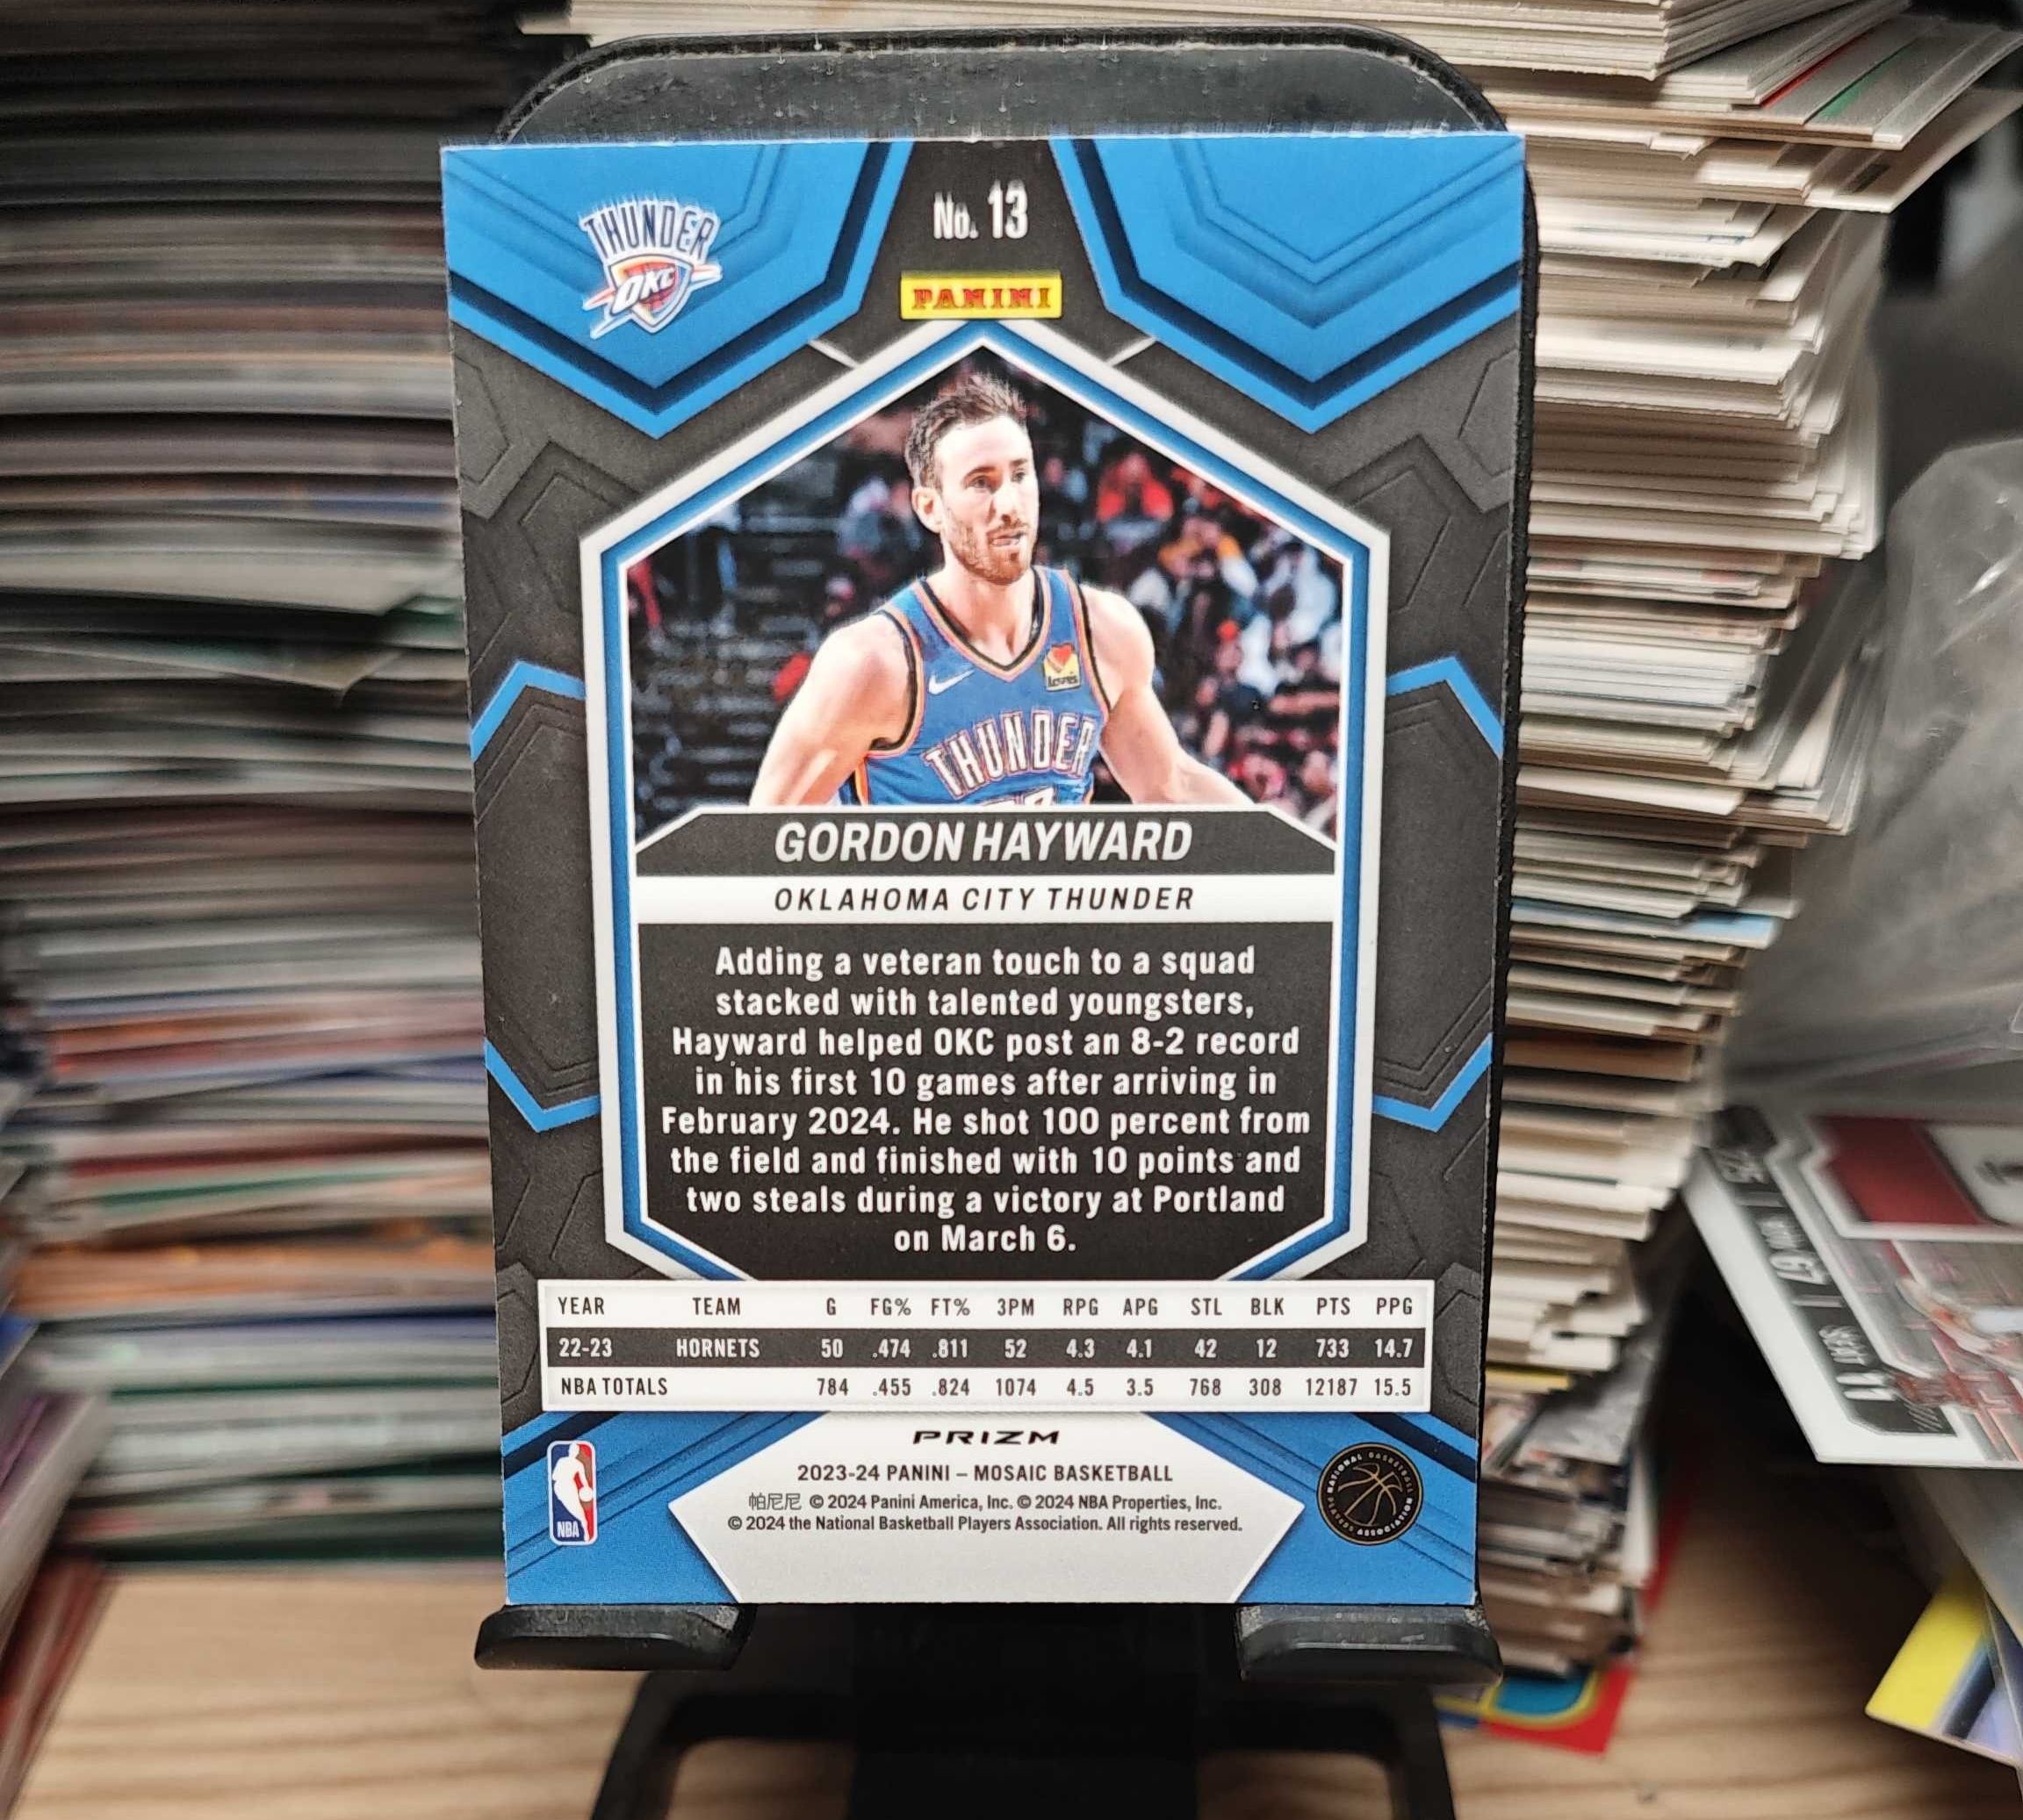 THUNDER
OKC
No. 13
PANINI
THUNDER
GORDON HAYWARD
OKLAHOMA CITY THUNDER
Adding a veteran touch to a squad
stacked with talented youngsters,
Hayward helped OKC post an 8-2 record
in his first 10 games after arriving in
February 2024. He shot 100 percent from
the field and finished with 10 points and
two steals during a victory at Portland
on March 6.
YEAR TEAM G FG% FT% 3PM RPG APG STL BLK PTS PPG
22-23 HORNETS 50 .474 .811 52 4.3 4.1 42 12 733 14.7
NBA TOTALS 784 .455 .824 1074 4.5 3.5 768 308 12187 15.5
PRIZM
2023-24 PANINI – MOSAIC BASKETBALL
帕尼尼 © 2024 Panini America, Inc. © 2024 NBA Properties, Inc.
© 2024 the National Basketball Players Association. All rights reserved.
NBA
NATIONAL BASKETBALL PLAYERS ASSOCIATION